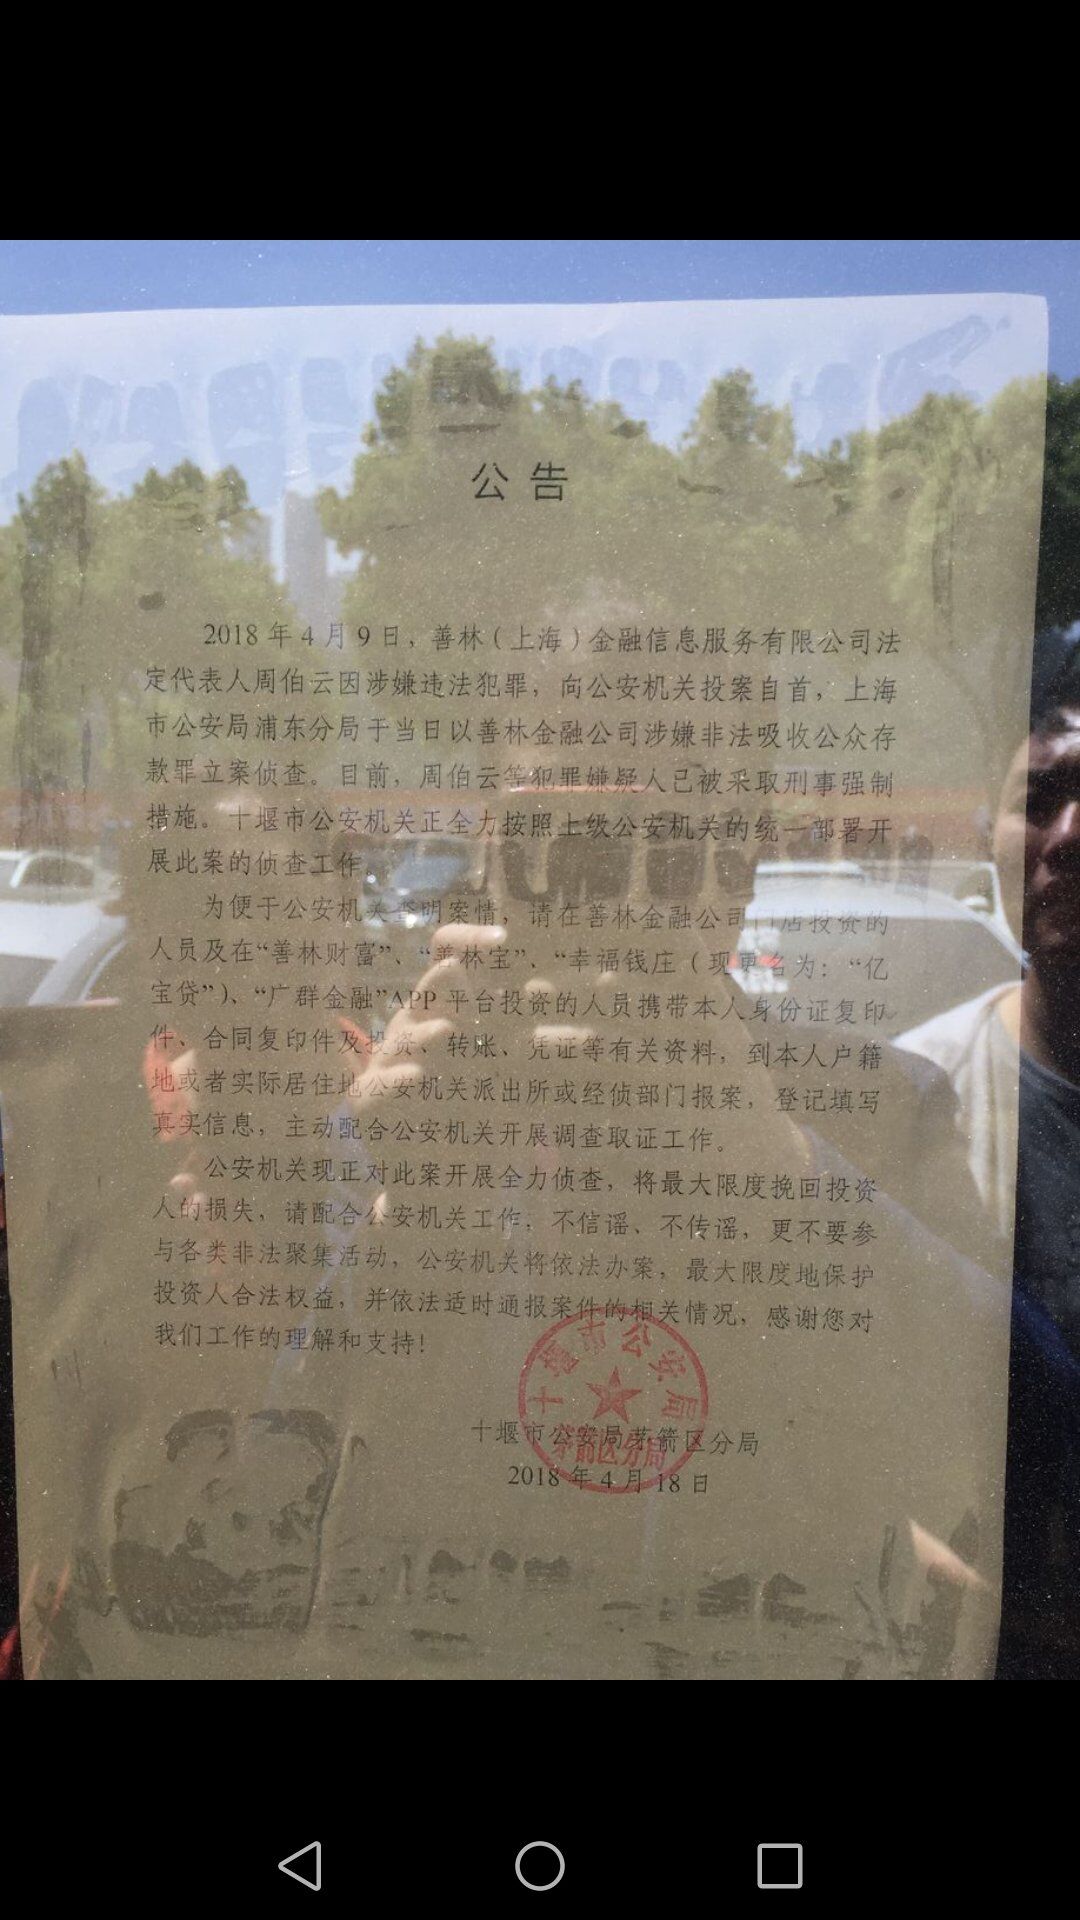 公 告
2018 年 4 月 9 日，善林（上海）金融信息服务有限公司法
定代表人周伯云因涉嫌违法犯罪，向公安机关投案自首，上海
市公安局浦东分局于当日以善林金融公司涉嫌非法吸收公众存
款罪立案侦查。目前，周伯云等犯罪嫌疑人已被采取刑事强制
措施。十堰市公安机关正全力按照上级公安机关的统一部署开
展此案的侦查工作
为便于公安机关查明案情，请在善林金融公司门店投资的
人员及在“善林财富”、“善林宝”、“幸福钱庄（现更名为：“亿
宝贷”）、“广群金融”APP 平台投资的人员携带本人身份证复印
件、合同复印件及投资、转账、凭证等有关资料，到本人户籍
地或者实际居住地公安机关派出所或经侦部门报案，登记填写
真实信息，主动配合公安机关开展调查取证工作。
公安机关现正对此案开展全力侦查，将最大限度挽回投资
人的损失，请配合公安机关工作；不信谣、不传谣，更不要参
与各类非法聚集活动，公安机关将依法办案，最大限度地保护
投资人合法权益，并依法适时通报案件的相关情况，感谢您对
我们工作的理解和支持！
十堰市公安局茅箭区分局
2018 年 4 月 18 日
十堰市公安局
茅箭区分局